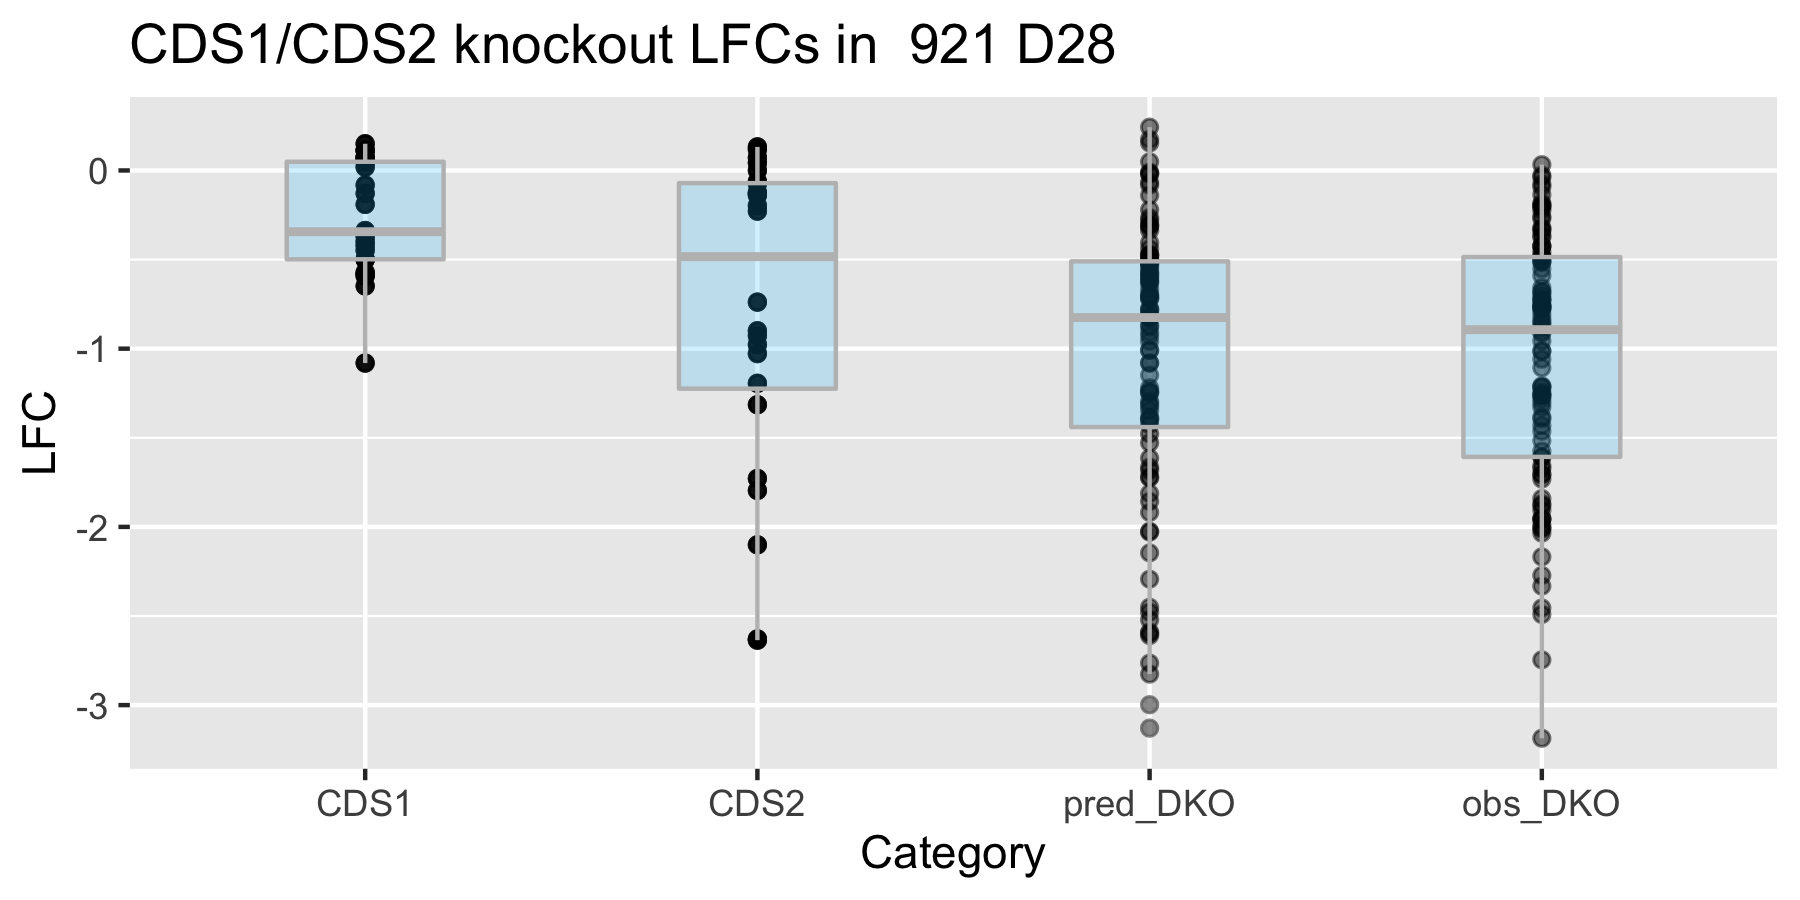 CDS1/CDS2 knockout LFCs in  921 D28
LFC
0
-1
-2
-3
CDS1 CDS2 pred_DKO obs_DKO
Category